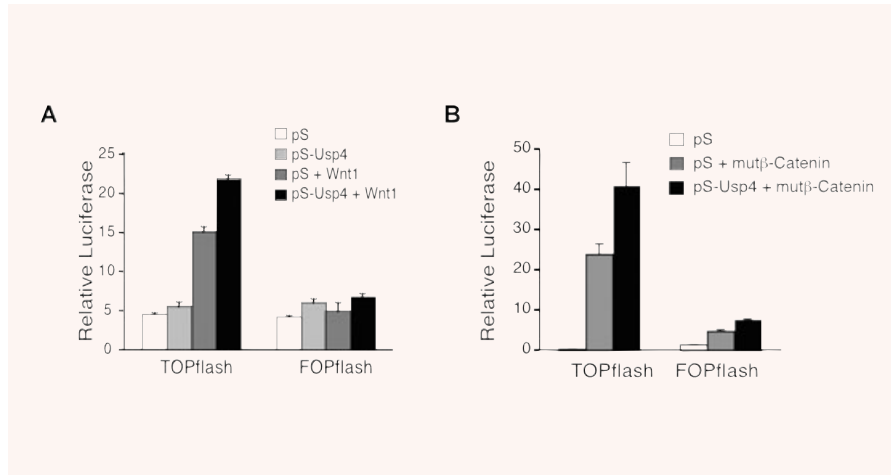 A
pS
pS-Usp4
pS + Wnt1
pS-Usp4 + Wnt1
Relative Luciferase
25
20
15
10
5
0
TOPflash FOPflash
B
pS
pS + mutβ-Catenin
pS-Usp4 + mutβ-Catenin
Relative Luciferase
50
40
30
20
10
0
TOPflash FOPflash